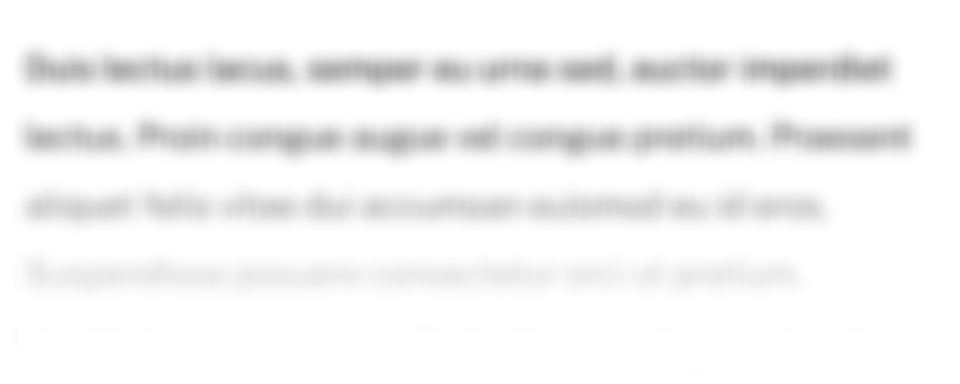 Duis lectus lacus, semper eu urna sed, auctor imperdiet
lectus. Proin congue augue vel congue pretium. Praesent
aliquet felis vitae dui accumsan euismod eu id eros.
Suspendisse posuere consectetur orci ut pretium.